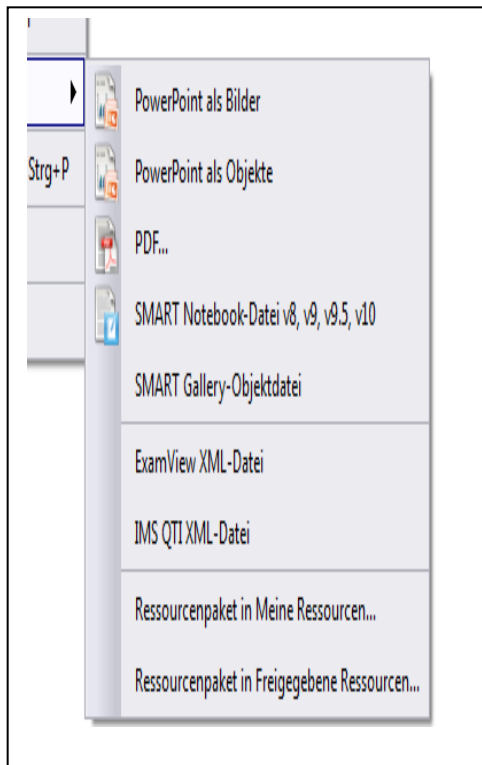 PowerPoint als Bilder
PowerPoint als Objekte
Strg+P
PDF...
SMART Notebook-Datei v8, v9, v9.5, v10
SMART Gallery-Objektdatei
ExamView XML-Datei
IMS QTI XML-Datei
Ressourcenpaket in Meine Ressourcen...
Ressourcenpaket in Freigegebene Ressourcen...